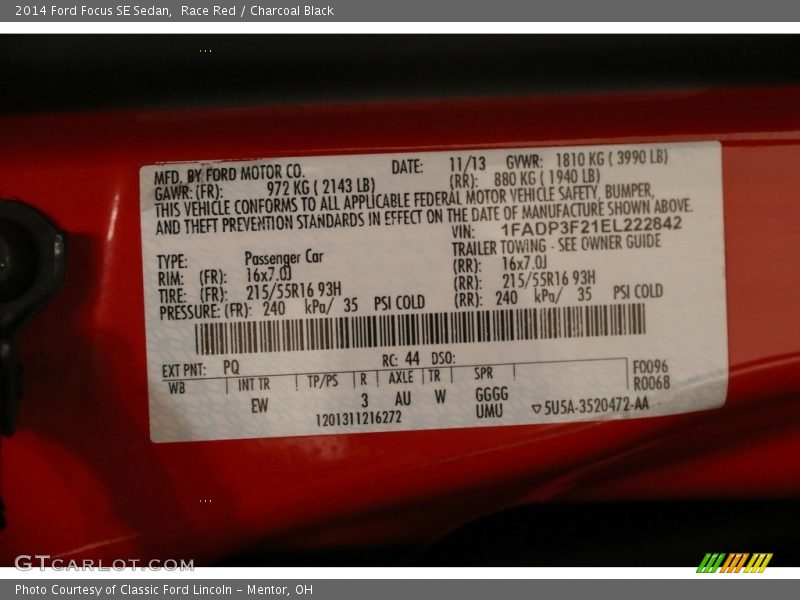 2014 Ford Focus SE Sedan,  Race Red / Charcoal Black
MFD. BY FORD MOTOR CO. DATE: 11/13 GVWR: 1810 KG ( 3990 LB)
GAWR: (FR): 972 KG ( 2143 LB) (RR): 880 KG ( 1940 LB)
THIS VEHICLE CONFORMS TO ALL APPLICABLE FEDERAL MOTOR VEHICLE SAFETY, BUMPER,
AND THEFT PREVENTION STANDARDS IN EFFECT ON THE DATE OF MANUFACTURE SHOWN ABOVE.
VIN: 1FADP3F21EL222842
TYPE: Passenger Car TRAILER TOWING - SEE OWNER GUIDE
RIM: (FR): 16x7.0J (RR): 16x7.0J
TIRE: (FR): 215/55R16 93H (RR): 215/55R16 93H
PRESSURE: (FR): 240 kPa/ 35 PSI COLD (RR): 240 kPa/ 35 PSI COLD
EXT PNT: PQ RC: 44 DSO: F0096
WB INT TR TP/PS R AXLE TR SPR R0068
EW 3 AU W GGGG
1201311216272 UMU 5U5A-3520472-AA
GTCARLOT.COM
Photo Courtesy of Classic Ford Lincoln - Mentor, OH